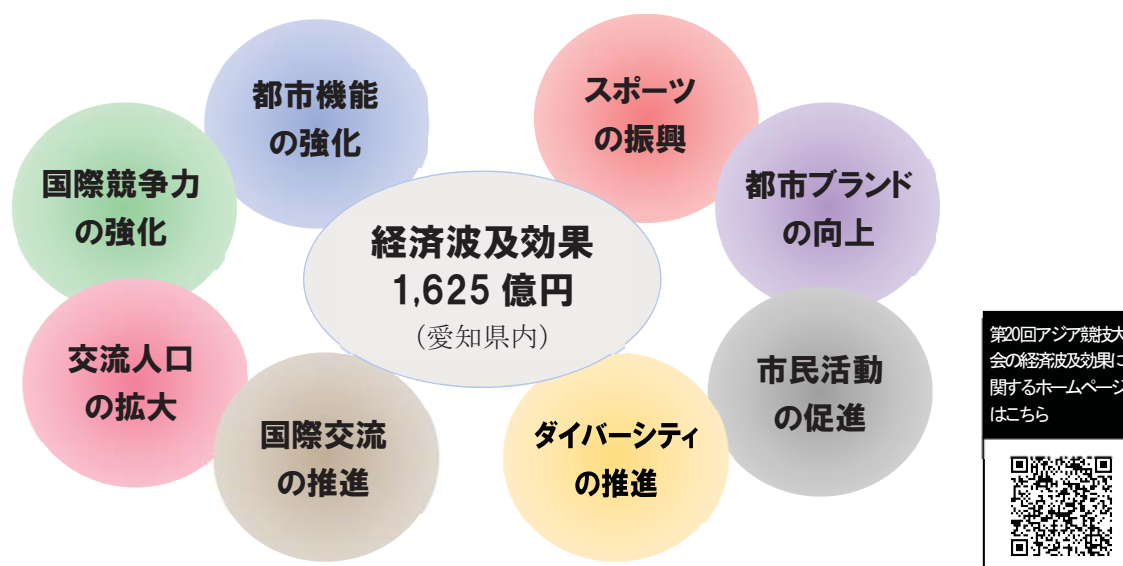 都市機能
の強化
スポーツ
の振興
国際競争力
の強化
都市ブランド
の向上
経済波及効果
1,625 億円
(愛知県内)
交流人口
の拡大
市民活動
の促進
国際交流
の推進
ダイバーシティ
の推進
第20回アジア競技大
会の経済波及効果に
関するホームページ
はこちら